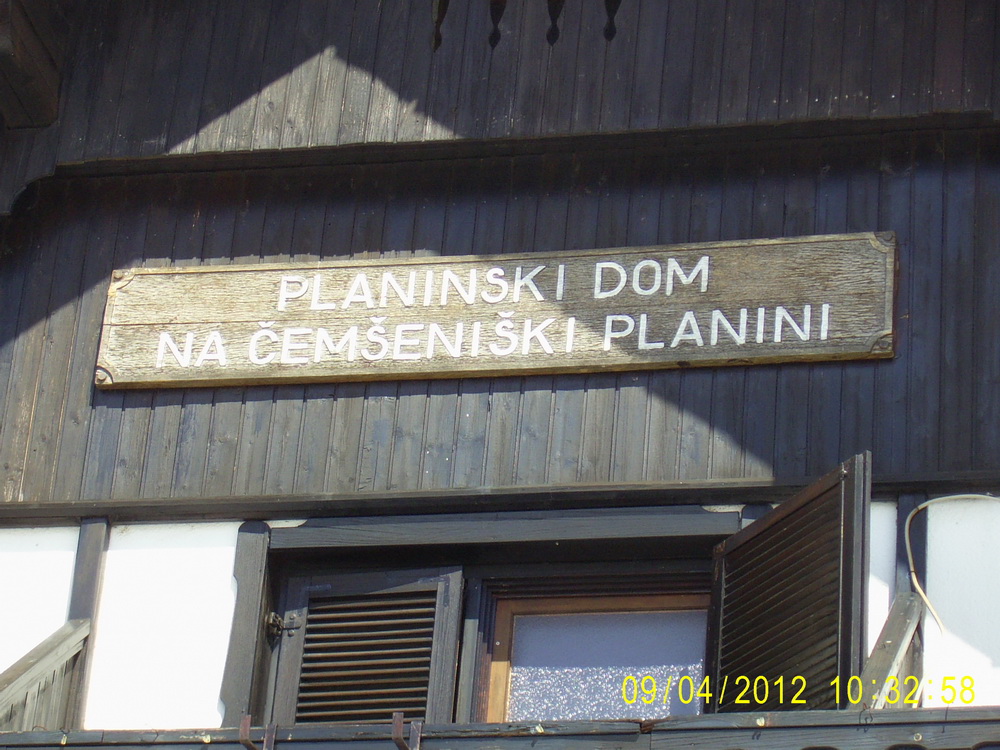 PLANINSKI DOM
NA ČEMŠENIŠKI PLANINI
09/04/2012 10:32:58